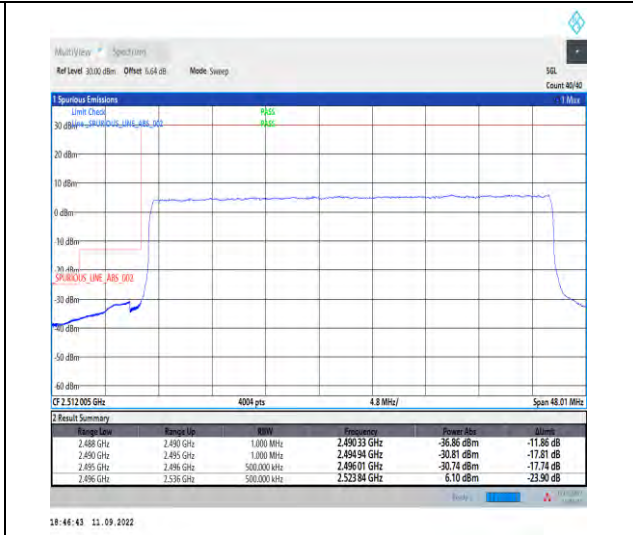 MultiView Spectrum
Ref Level 30.00 dBm Offset 6.64 dB Mode Sweep SGL
Count 40/40
1 Spurious Emissions 1 Max
Limit Check PASS
30 dBm Line _SPURIOUS_LINE_ABS_002 PASS
20 dBm
10 dBm
0 dBm
-10 dBm
-20 dBm
_SPURIOUS_LINE_ABS_002
-30 dBm
-40 dBm
-50 dBm
-60 dBm
CF 2.512 005 GHz 4004 pts 4.8 MHz/ Span 48.01 MHz
2 Result Summary
Range Low Range Up RBW Frequency Power Abs ΔLimit
2.488 GHz 2.490 GHz 1.000 MHz 2.490 33 GHz -36.86 dBm -11.86 dB
2.490 GHz 2.495 GHz 1.000 MHz 2.494 94 GHz -30.81 dBm -17.81 dB
2.495 GHz 2.496 GHz 500.000 kHz 2.496 01 GHz -30.74 dBm -17.74 dB
2.496 GHz 2.536 GHz 500.000 kHz 2.523 84 GHz 6.10 dBm -23.90 dB
18:46:43 11.09.2022